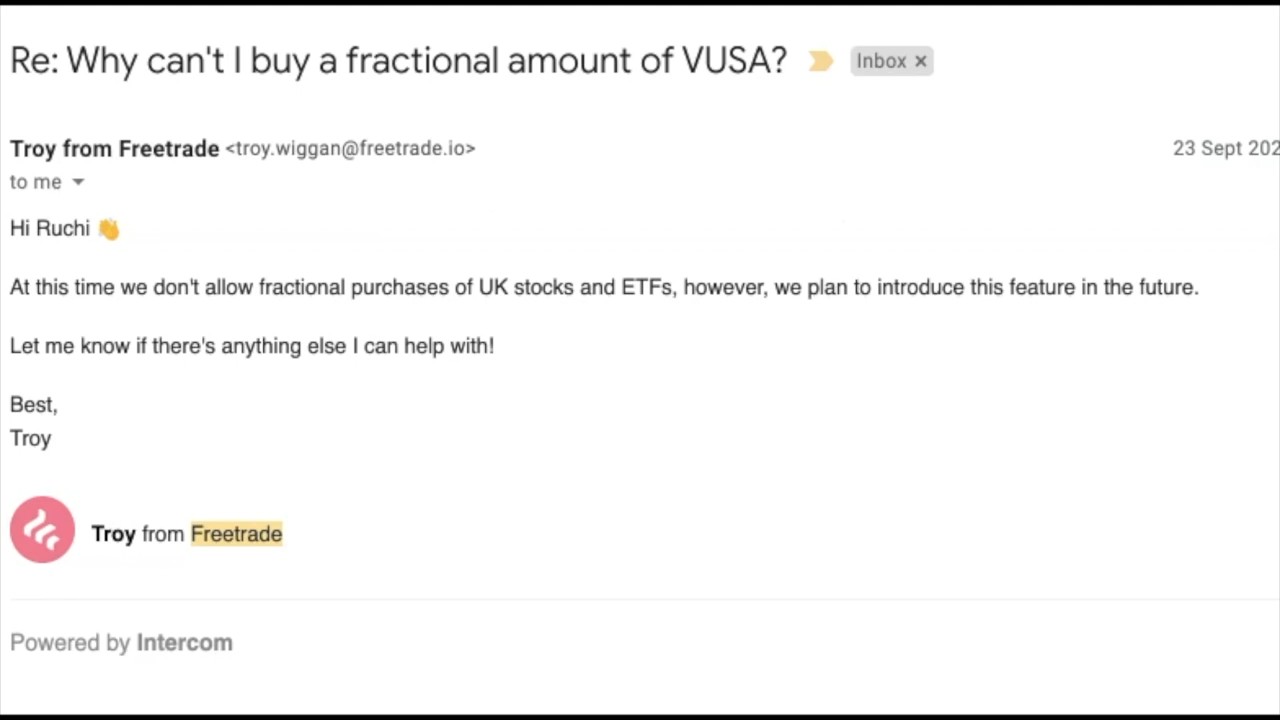 Re: Why can't I buy a fractional amount of VUSA? Inbox ×
Troy from Freetrade <troy.wiggan@freetrade.io> 23 Sept 202
to me
Hi Ruchi 👋
At this time we don't allow fractional purchases of UK stocks and ETFs, however, we plan to introduce this feature in the future.
Let me know if there's anything else I can help with!
Best,
Troy
Troy from Freetrade
Powered by Intercom